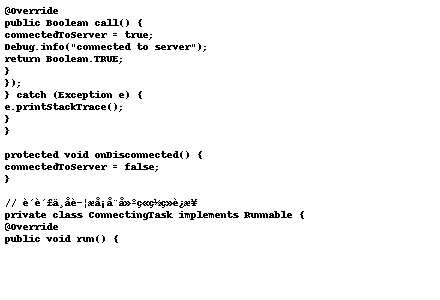 @Override
public Boolean call() {
connectedToServer = true;
Debug.info("connected to server");
return Boolean.TRUE;
}
});
} catch (Exception e) {
e.printStackTrace();
}
}
protected void onDisconnected() {
connectedToServer = false;
}
//
private class ConnectingTask implements Runnable {
@Override
public void run() {